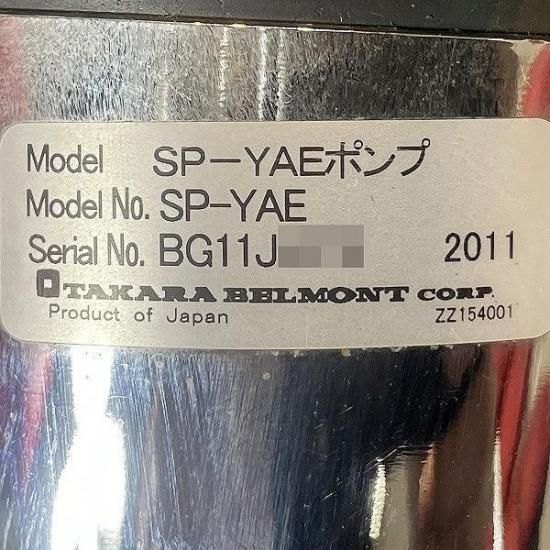 Model SP-YAEポンプ
Model No. SP-YAE
Serial No. BG11J 2011
TAKARA BELMONT CORP.
Product of Japan ZZ154001